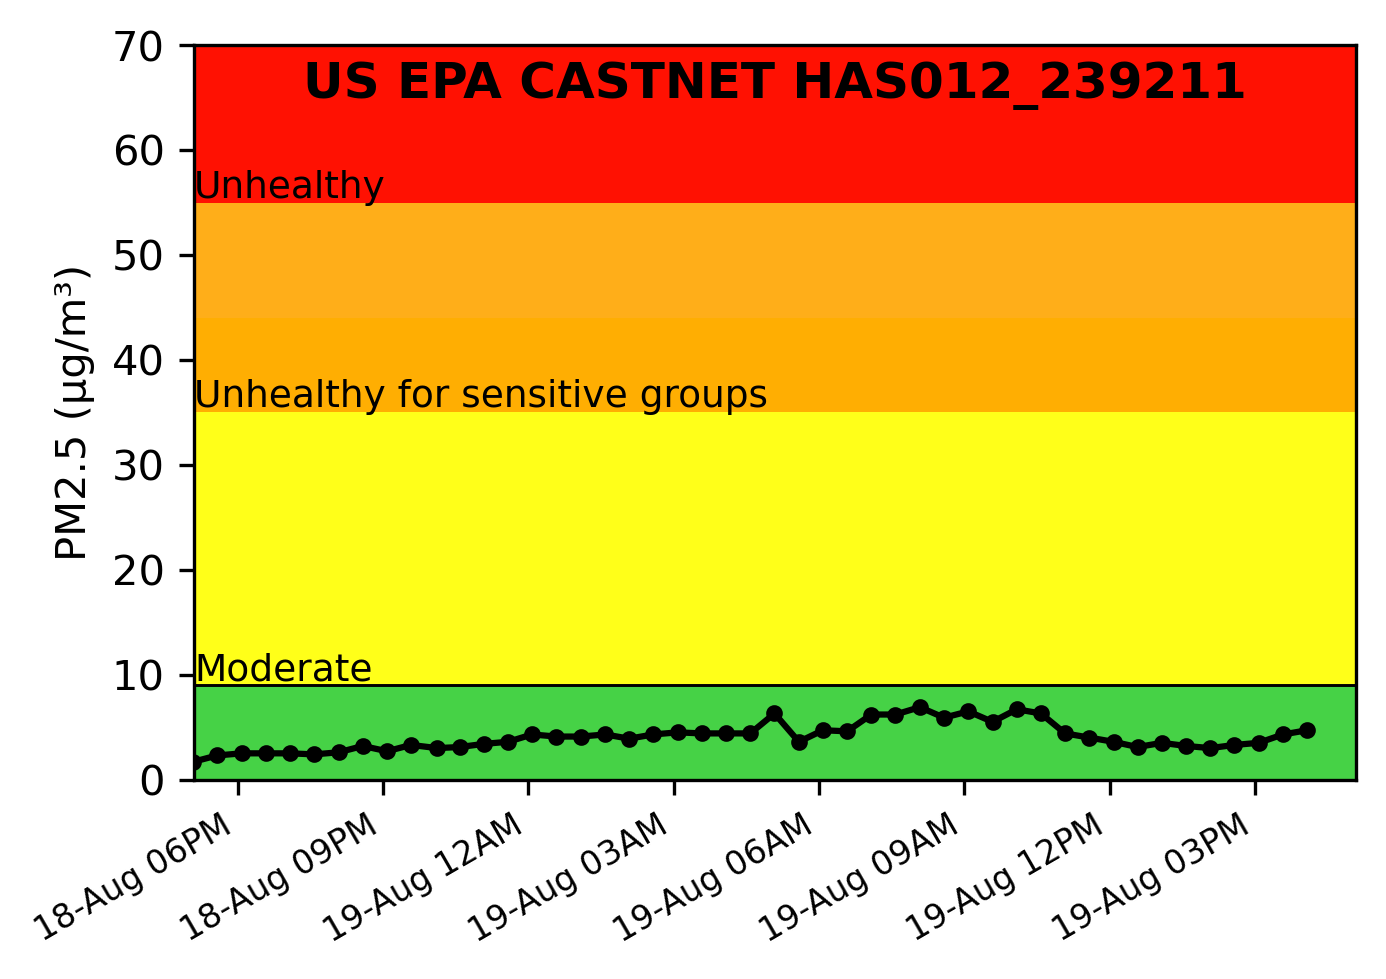 US EPA CASTNET HAS012_239211
70
60
50
40
30
20
10
0
PM2.5 (µg/m³)
Unhealthy
Unhealthy for sensitive groups
Moderate
18-Aug 06PM
18-Aug 09PM
19-Aug 12AM
19-Aug 03AM
19-Aug 06AM
19-Aug 09AM
19-Aug 12PM
19-Aug 03PM